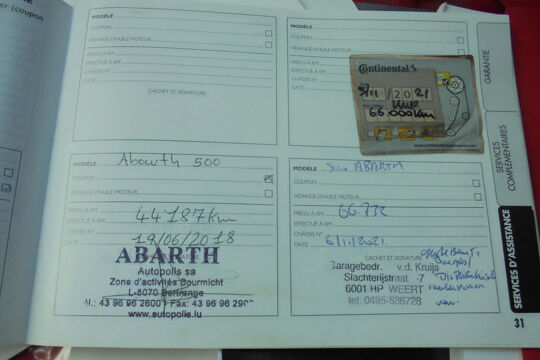 er (coupon
MODÈLE
COUPON
VIDANGE D'HUILE MOTEUR
PRÉVU À KM
EFFECTUÉ À KM
CHÂSSIS N°
DATE
CACHET ET SIGNATURE
MODÈLE
COUPON
VIDANGE D'HUILE MOTEUR
PRÉVU À KM
EFFECTUÉ À KM
CHÂSSIS N°
DATE
Continental
5/11/2021
66.000km
MODÈLE Abarth 500
COUPON
VIDANGE D'HUILE MOTEUR
PRÉVU À KM
EFFECTUÉ À KM 44187km
CHÂSSIS N°
DATE 19/06/2018
ABARTH
Autopolis sa
Zone d'activités Bourmicht
L-8070 Bertrange
Tél.: 43 96 96 2600 Fax: 43 96 96 290
www.autopolis.lu
MODÈLE 500 ABARTH
COUPON
VIDANGE D'HUILE MOTEUR
PRÉVU À KM 66.732
EFFECTUÉ À KM
CHÂSSIS N°
DATE 6/11/2021
CACHET ET SIGNATURE
Garagebedr. v.d. Kruijs
Slachterijstraat 7
6001 HP WEERT
tel. 0495-536728
GARANTIE
SERVICES COMPLÉMENTAIRES
SERVICES D'ASSISTANCE
31